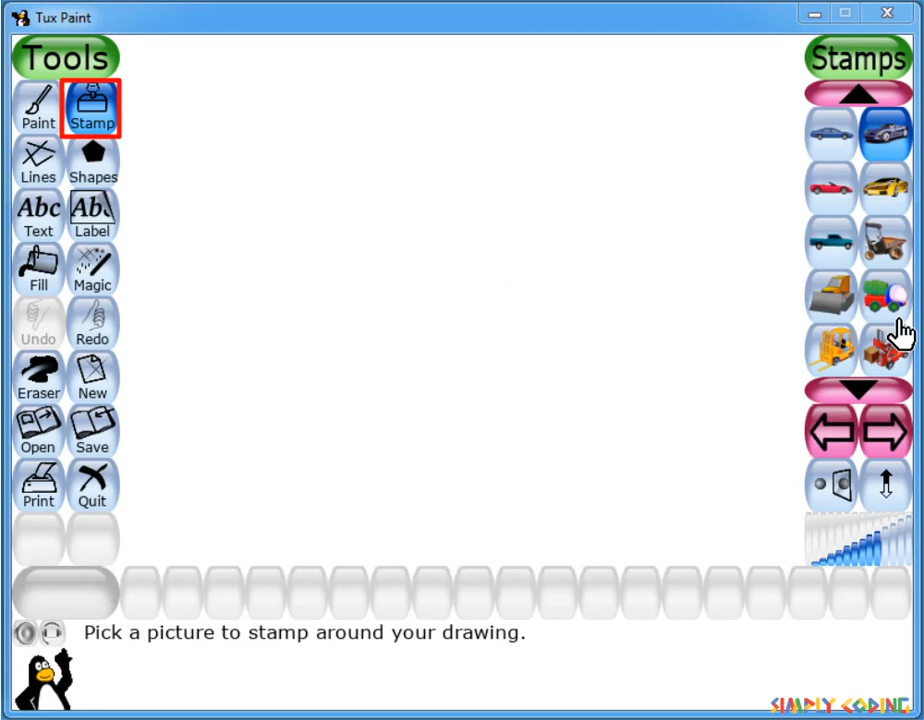 Tux Paint
Tools
Stamps
Paint
Stamp
Lines
Shapes
Abc
Text
Abc
Label
Fill
Magic
Undo
Redo
Eraser
New
Open
Save
Print
Quit
Pick a picture to stamp around your drawing.
SIMPLY CODING